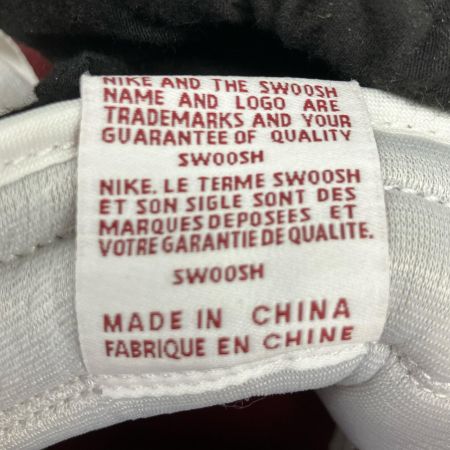 NIKE AND THE SWOOSH
NAME AND LOGO ARE
TRADEMARKS AND YOUR
GUARANTEE OF QUALITY
SWOOSH
NIKE. LE TERME SWOOSH
ET SON SIGLE SONT DES
MARQUES DEPOSEES ET
VOTRE GARANTIE DE QUALITE.
SWOOSH
MADE IN CHINA
FABRIQUE EN CHINE